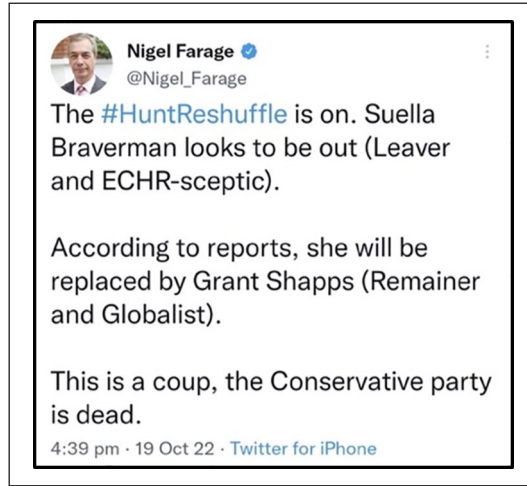 Nigel Farage
@Nigel_Farage
The #HuntReshuffle is on. Suella
Braverman looks to be out (Leaver
and ECHR-sceptic).
According to reports, she will be
replaced by Grant Shapps (Remainer
and Globalist).
This is a coup, the Conservative party
is dead.
4:39 pm · 19 Oct 22 · Twitter for iPhone